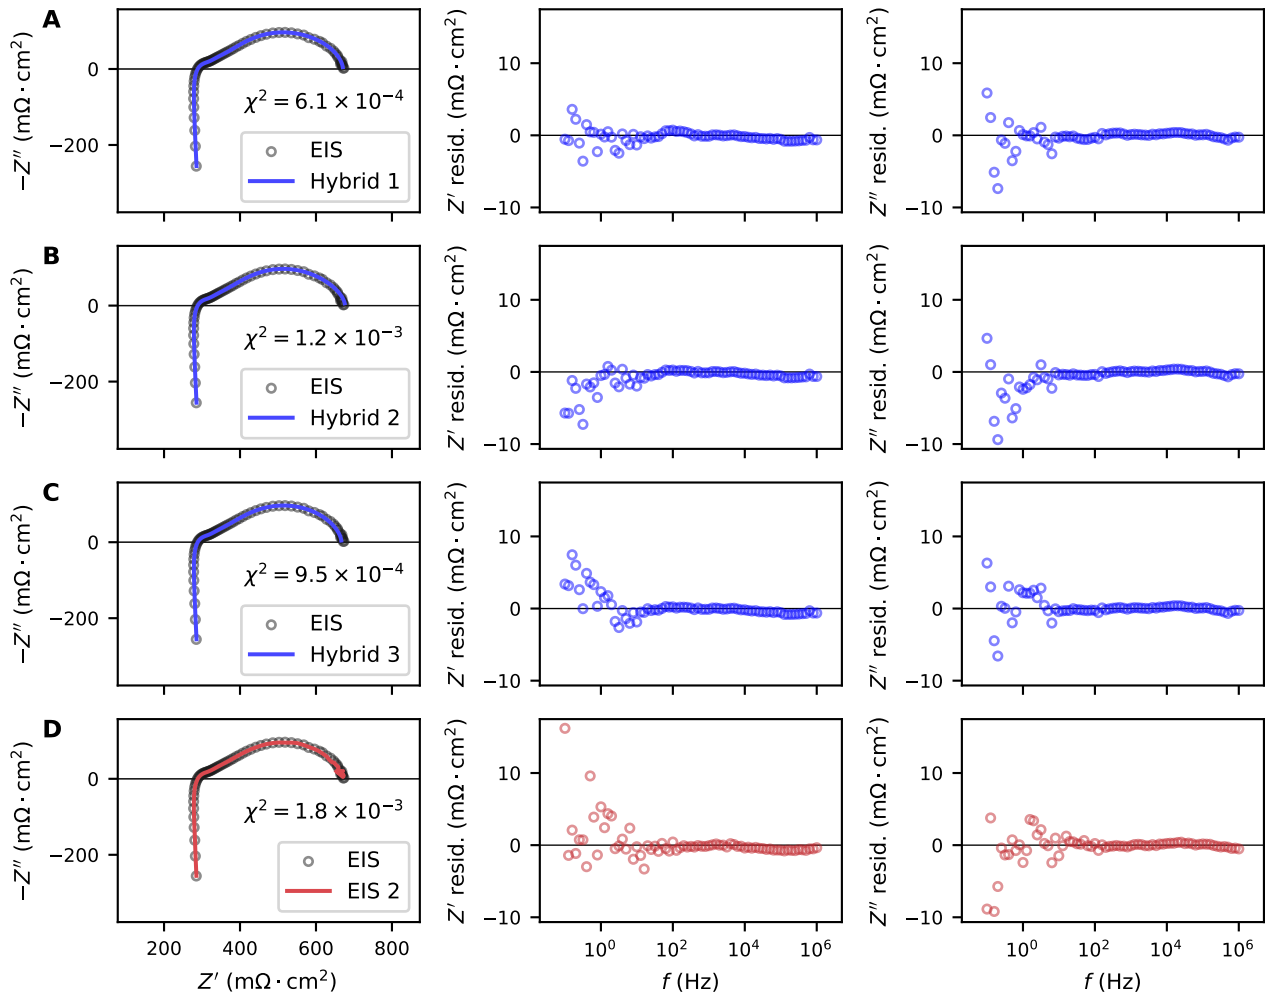 A
0
−200
−Z″ (mΩ · cm²)
χ² = 6.1 × 10⁻⁴
EIS
Hybrid 1
10
0
−10
Z′ resid. (mΩ · cm²)
10
0
−10
Z″ resid. (mΩ · cm²)
B
0
−200
−Z″ (mΩ · cm²)
χ² = 1.2 × 10⁻³
EIS
Hybrid 2
10
0
−10
Z′ resid. (mΩ · cm²)
10
0
−10
Z″ resid. (mΩ · cm²)
C
0
−200
−Z″ (mΩ · cm²)
χ² = 9.5 × 10⁻⁴
EIS
Hybrid 3
10
0
−10
Z′ resid. (mΩ · cm²)
10
0
−10
Z″ resid. (mΩ · cm²)
D
0
−200
−Z″ (mΩ · cm²)
χ² = 1.8 × 10⁻³
EIS
EIS 2
200 400 600 800
Z′ (mΩ · cm²)
10
0
−10
Z′ resid. (mΩ · cm²)
10⁰ 10² 10⁴ 10⁶
f (Hz)
10
0
−10
Z″ resid. (mΩ · cm²)
10⁰ 10² 10⁴ 10⁶
f (Hz)